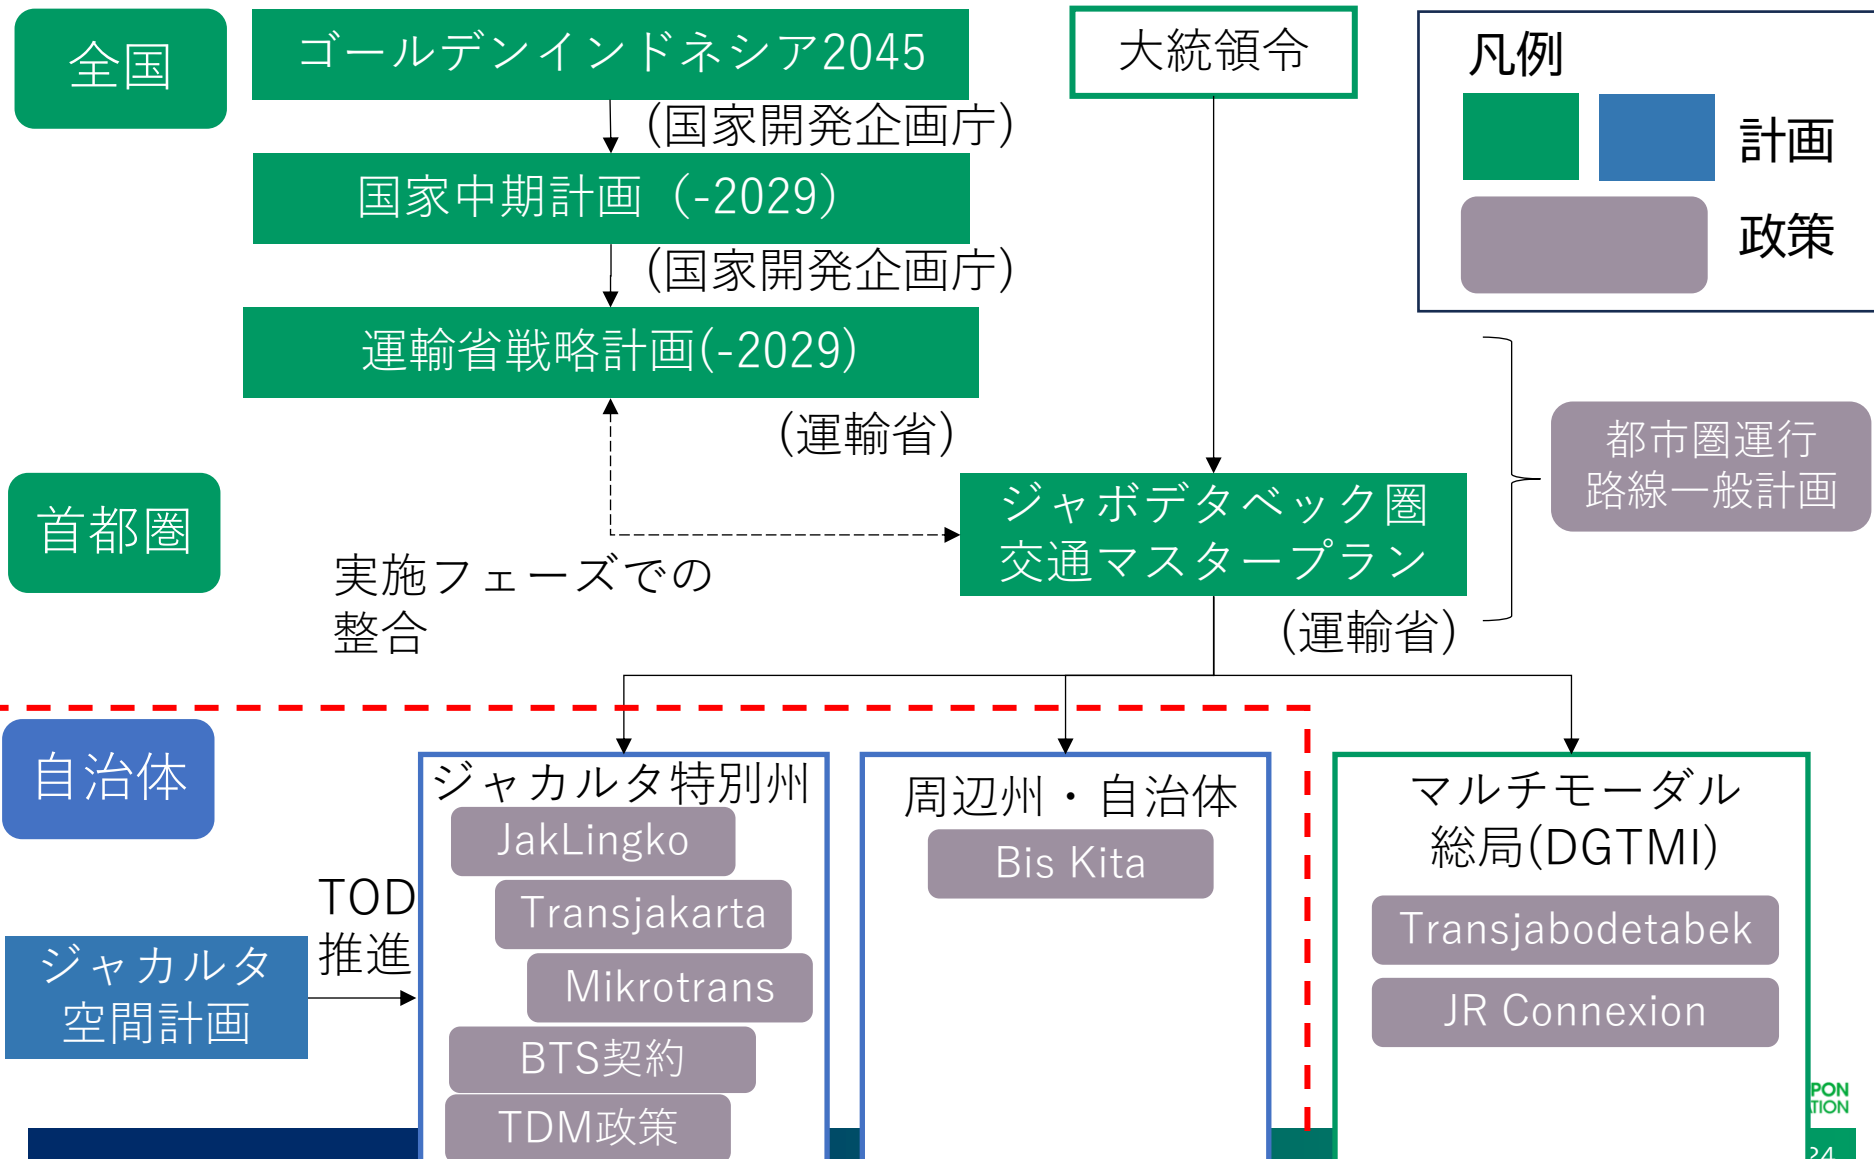 全国
ゴールデンインドネシア2045
(国家開発企画庁)
国家中期計画（-2029）
(国家開発企画庁)
運輸省戦略計画(-2029)
(運輸省)
大統領令
凡例
計画
政策
都市圏運行
路線一般計画
首都圏
ジャボデタベック圏
交通マスタープラン
(運輸省)
実施フェーズでの
整合
自治体
ジャカルタ
空間計画
TOD
推進
ジャカルタ特別州
JakLingko
Transjakarta
Mikrotrans
BTS契約
TDM政策
周辺州・自治体
Bis Kita
マルチモーダル
総局(DGTMI)
Transjabodetabek
JR Connexion